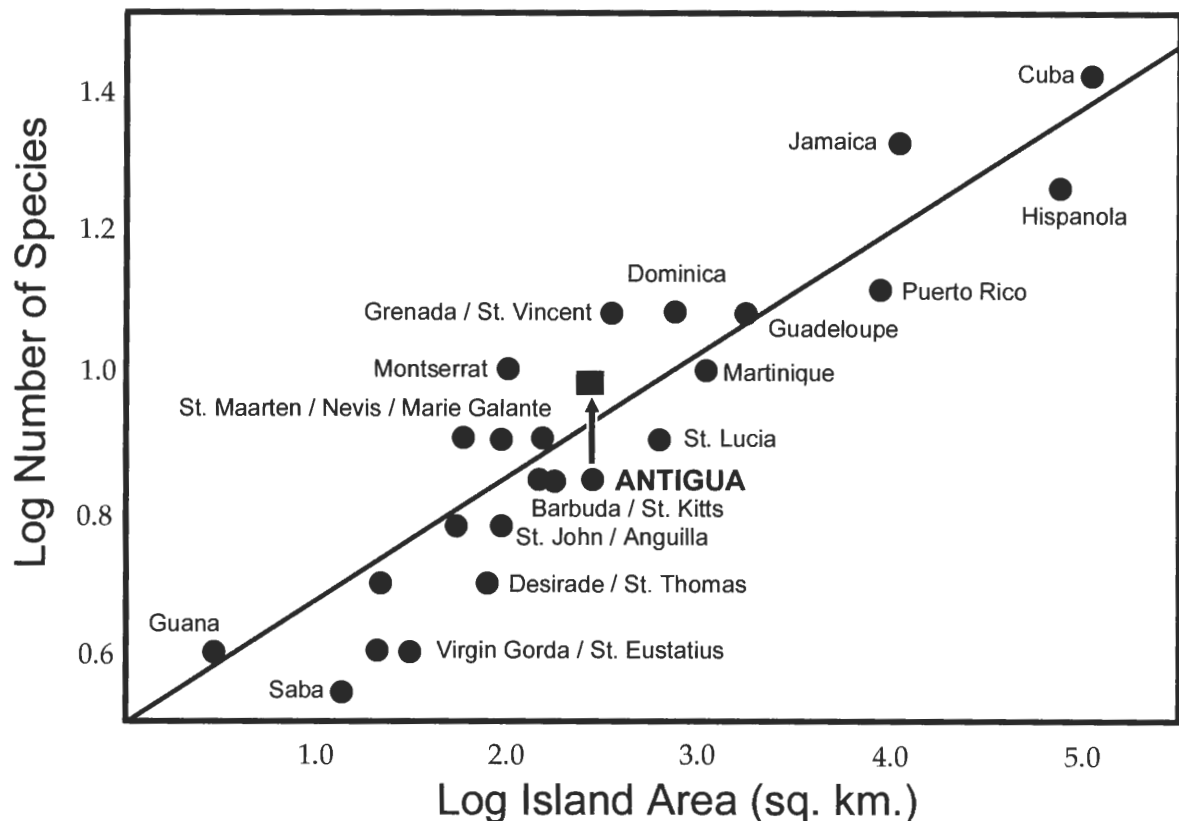 Log Number of Species
1.4
1.2
1.0
0.8
0.6
Cuba
Jamaica
Hispanola
Dominica
Puerto Rico
Grenada / St. Vincent
Guadeloupe
Montserrat
Martinique
St. Maarten / Nevis / Marie Galante
St. Lucia
ANTIGUA
Barbuda / St. Kitts
St. John / Anguilla
Desirade / St. Thomas
Guana
Virgin Gorda / St. Eustatius
Saba
1.0 2.0 3.0 4.0 5.0
Log Island Area (sq. km.)